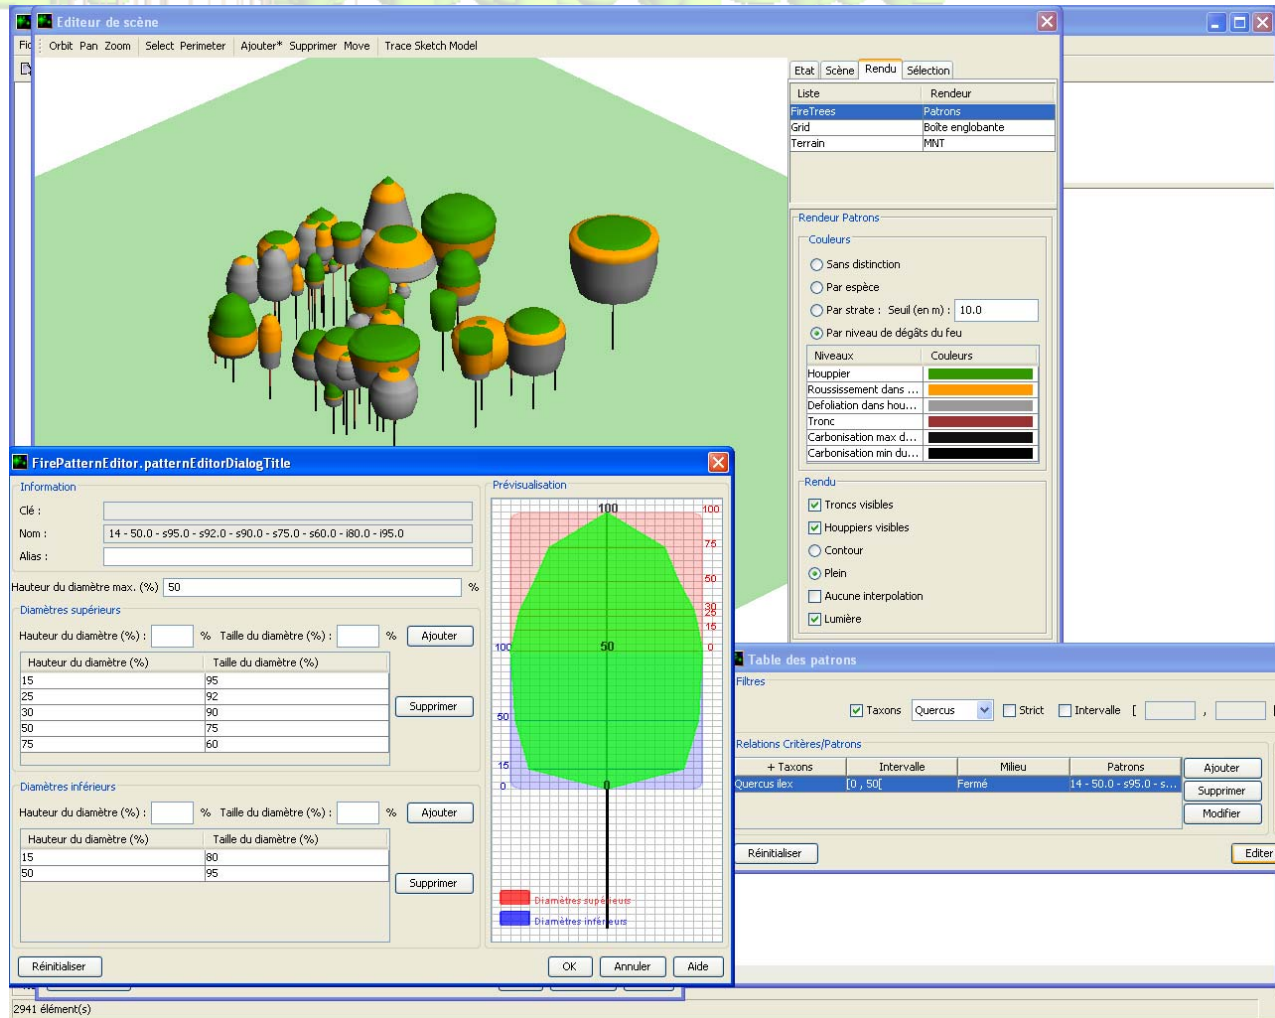 Editeur de scène
Fic
Orbit Pan Zoom Select Perimeter Ajouter* Supprimer Move Trace Sketch Model
Etat Scène Rendu Sélection
Liste Rendeur
FireTrees Patrons
Grid Boîte englobante
Terrain MNT
Rendeur Patrons
Couleurs
Sans distinction
Par espèce
Par strate : Seuil (en m) : 10.0
Par niveau de dégâts du feu
Niveaux Couleurs
Houppier
Roussissement dans ...
Defoliation dans hou...
Tronc
Carbonisation max d...
Carbonisation min du...
Rendu
Troncs visibles
Houppiers visibles
Contour
Plein
Aucune interpolation
Lumière
FirePatternEditor.patternEditorDialogTitle
Information
Clé :
Nom : 14 - 50.0 - s95.0 - s92.0 - s90.0 - s75.0 - s60.0 - i80.0 - i95.0
Alias :
Hauteur du diamètre max. (%) 50 %
Diamètres supérieurs
Hauteur du diamètre (%) : % Taille du diamètre (%) : % Ajouter
Hauteur du diamètre (%) Taille du diamètre (%)
15 95
25 92
30 90
50 75
75 60
Supprimer
Diamètres inférieurs
Hauteur du diamètre (%) : % Taille du diamètre (%) : % Ajouter
Hauteur du diamètre (%) Taille du diamètre (%)
15 80
50 95
Supprimer
Réinitialiser
Prévisualisation
100 100
75
50
30
25
15
100 50 0
50
15
0 0
Diamètres supérieurs
Diamètres inférieurs
OK Annuler Aide
Table des patrons
Filtres
Taxons Quercus Strict Intervalle [ , [
Relations Critères/Patrons
+ Taxons Intervalle Milieu Patrons
Quercus ilex [0 , 50[ Fermé 14 - 50.0 - s95.0 - s...
Ajouter
Supprimer
Modifier
Réinitialiser Editer
2941 élément(s)